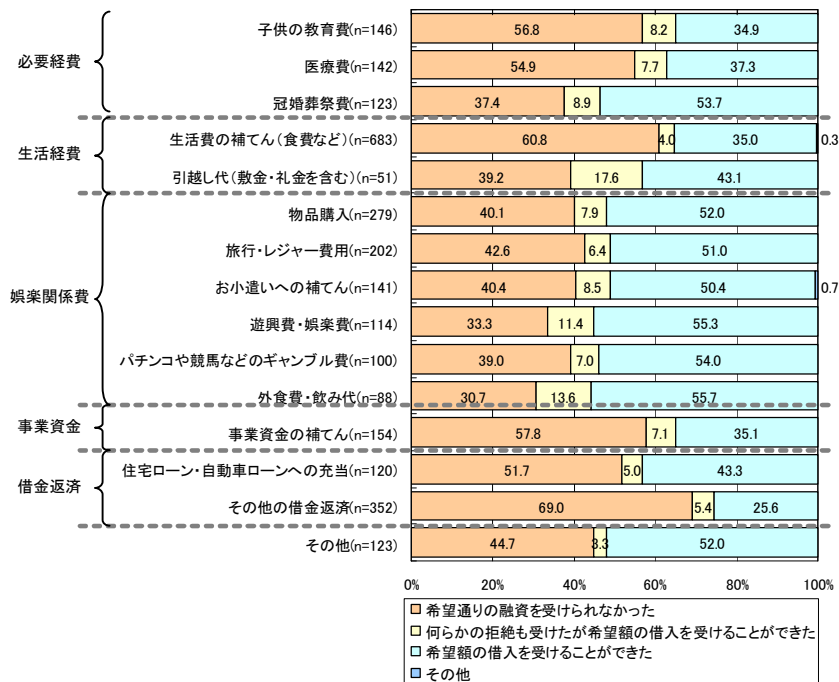 必要経費
子供の教育費(n=146) 56.8 8.2 34.9
医療費(n=142) 54.9 7.7 37.3
冠婚葬祭費(n=123) 37.4 8.9 53.7
生活経費
生活費の補てん(食費など)(n=683) 60.8 4.0 35.0 0.3
引越し代(敷金・礼金を含む)(n=51) 39.2 17.6 43.1
娯楽関係費
物品購入(n=279) 40.1 7.9 52.0
旅行・レジャー費用(n=202) 42.6 6.4 51.0
お小遣いへの補てん(n=141) 40.4 8.5 50.4 0.7
遊興費・娯楽費(n=114) 33.3 11.4 55.3
パチンコや競馬などのギャンブル費(n=100) 39.0 7.0 54.0
外食費・飲み代(n=88) 30.7 13.6 55.7
事業資金
事業資金の補てん(n=154) 57.8 7.1 35.1
借金返済
住宅ローン・自動車ローンへの充当(n=120) 51.7 5.0 43.3
その他の借金返済(n=352) 69.0 5.4 25.6
その他(n=123) 44.7 3.3 52.0
0% 20% 40% 60% 80% 100%
希望通りの融資を受けられなかった
何らかの拒絶も受けたが希望額の借入を受けることができた
希望額の借入を受けることができた
その他